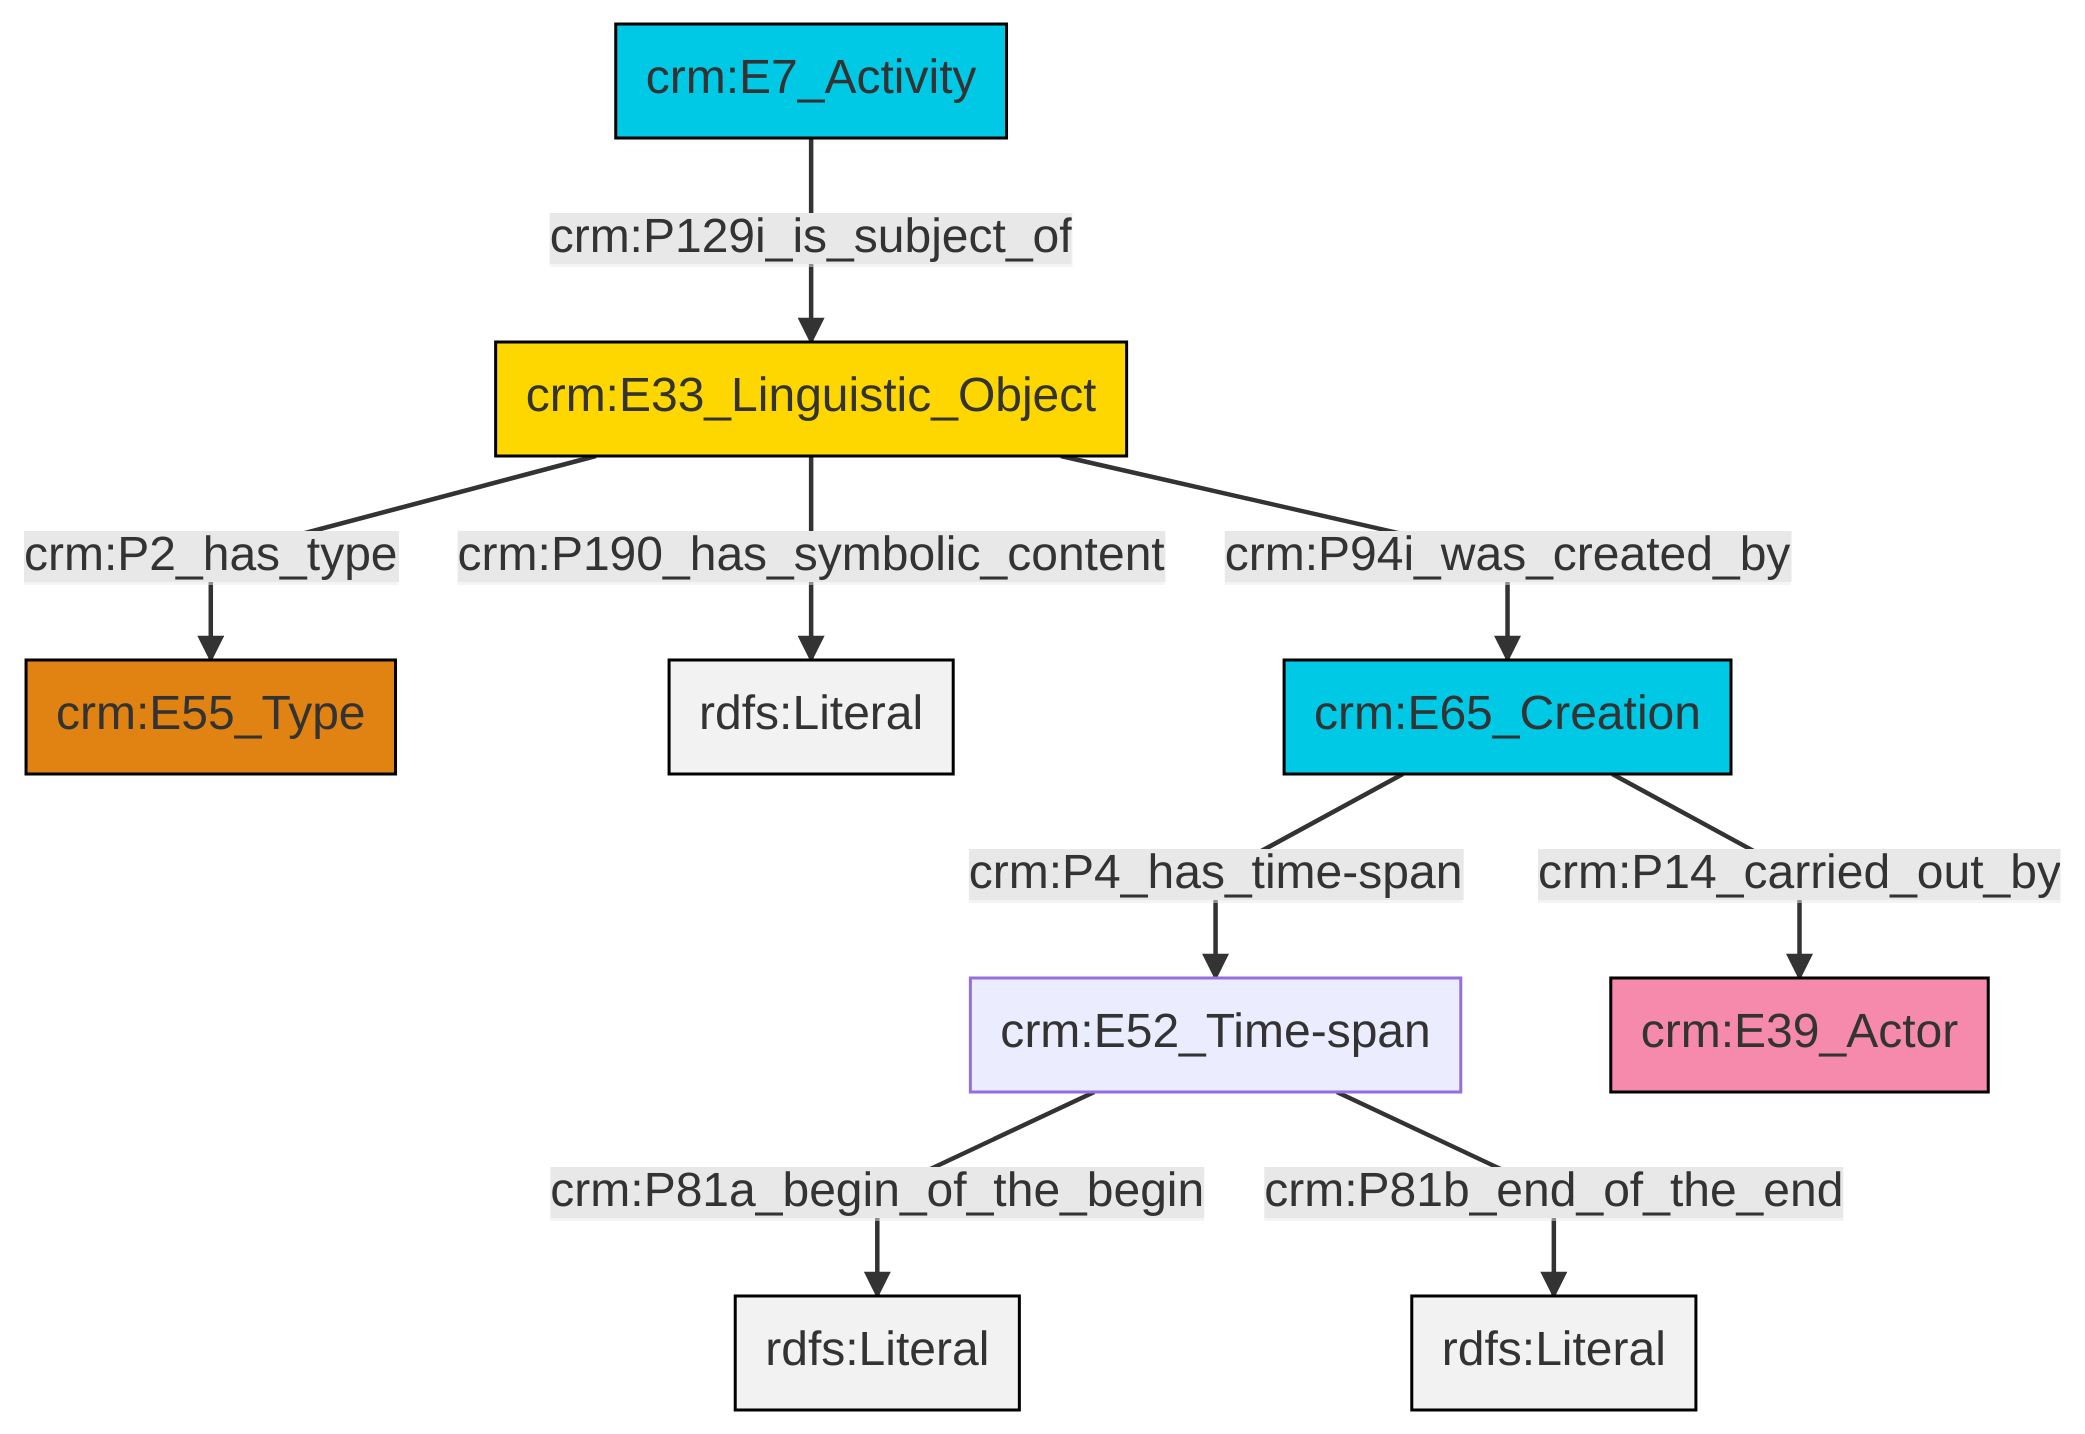 crm:E7_Activity
crm:P129i_is_subject_of
crm:E33_Linguistic_Object
crm:P2_has_type
crm:P190_has_symbolic_content
crm:P94i_was_created_by
crm:E55_Type
rdfs:Literal
crm:E65_Creation
crm:P4_has_time-span
crm:P14_carried_out_by
crm:E52_Time-span
crm:E39_Actor
crm:P81a_begin_of_the_begin
crm:P81b_end_of_the_end
rdfs:Literal
rdfs:Literal